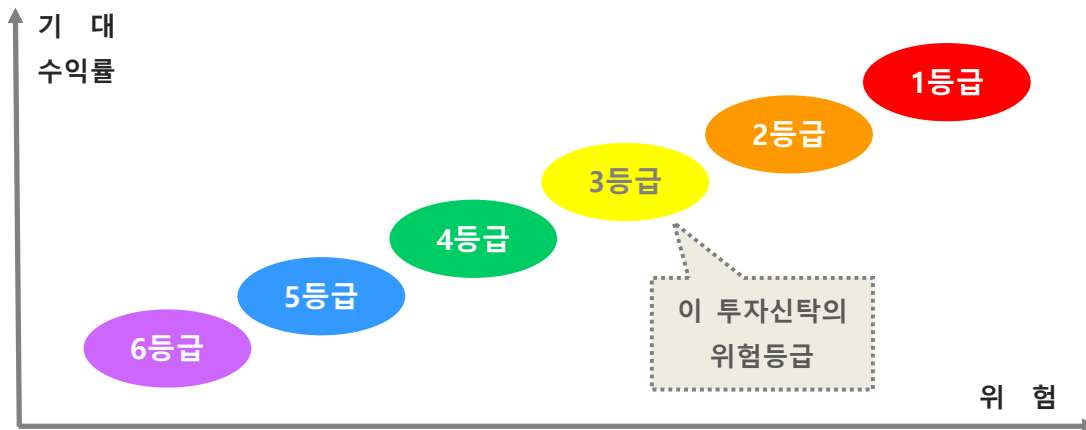 기 대
수익률
1등급
2등급
3등급
4등급
5등급
6등급
이 투자신탁의
위험등급
위 험